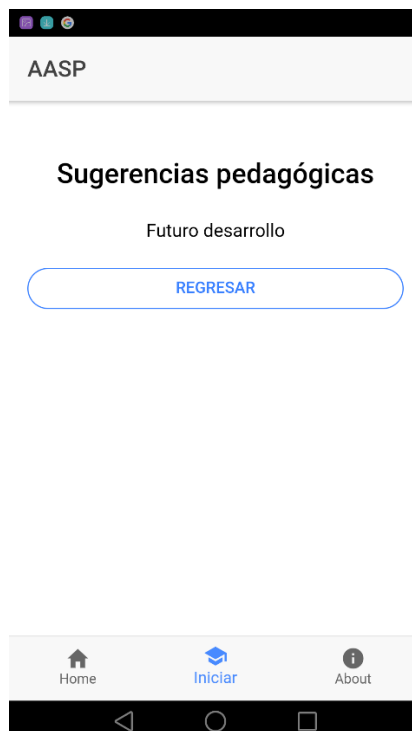 AASP
Sugerencias pedagógicas
Futuro desarrollo
REGRESAR
Home
Iniciar
About